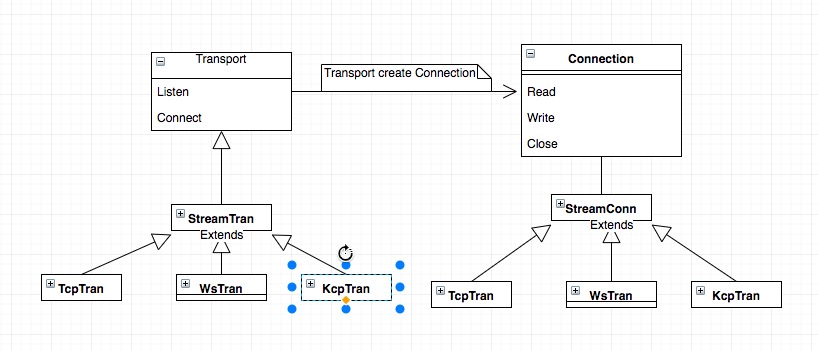 Transport
Listen
Connect
Transport create Connection
Connection
Read
Write
Close
StreamTran
Extends
TcpTran
WsTran
KcpTran
StreamConn
Extends
TcpTran
WsTran
KcpTran